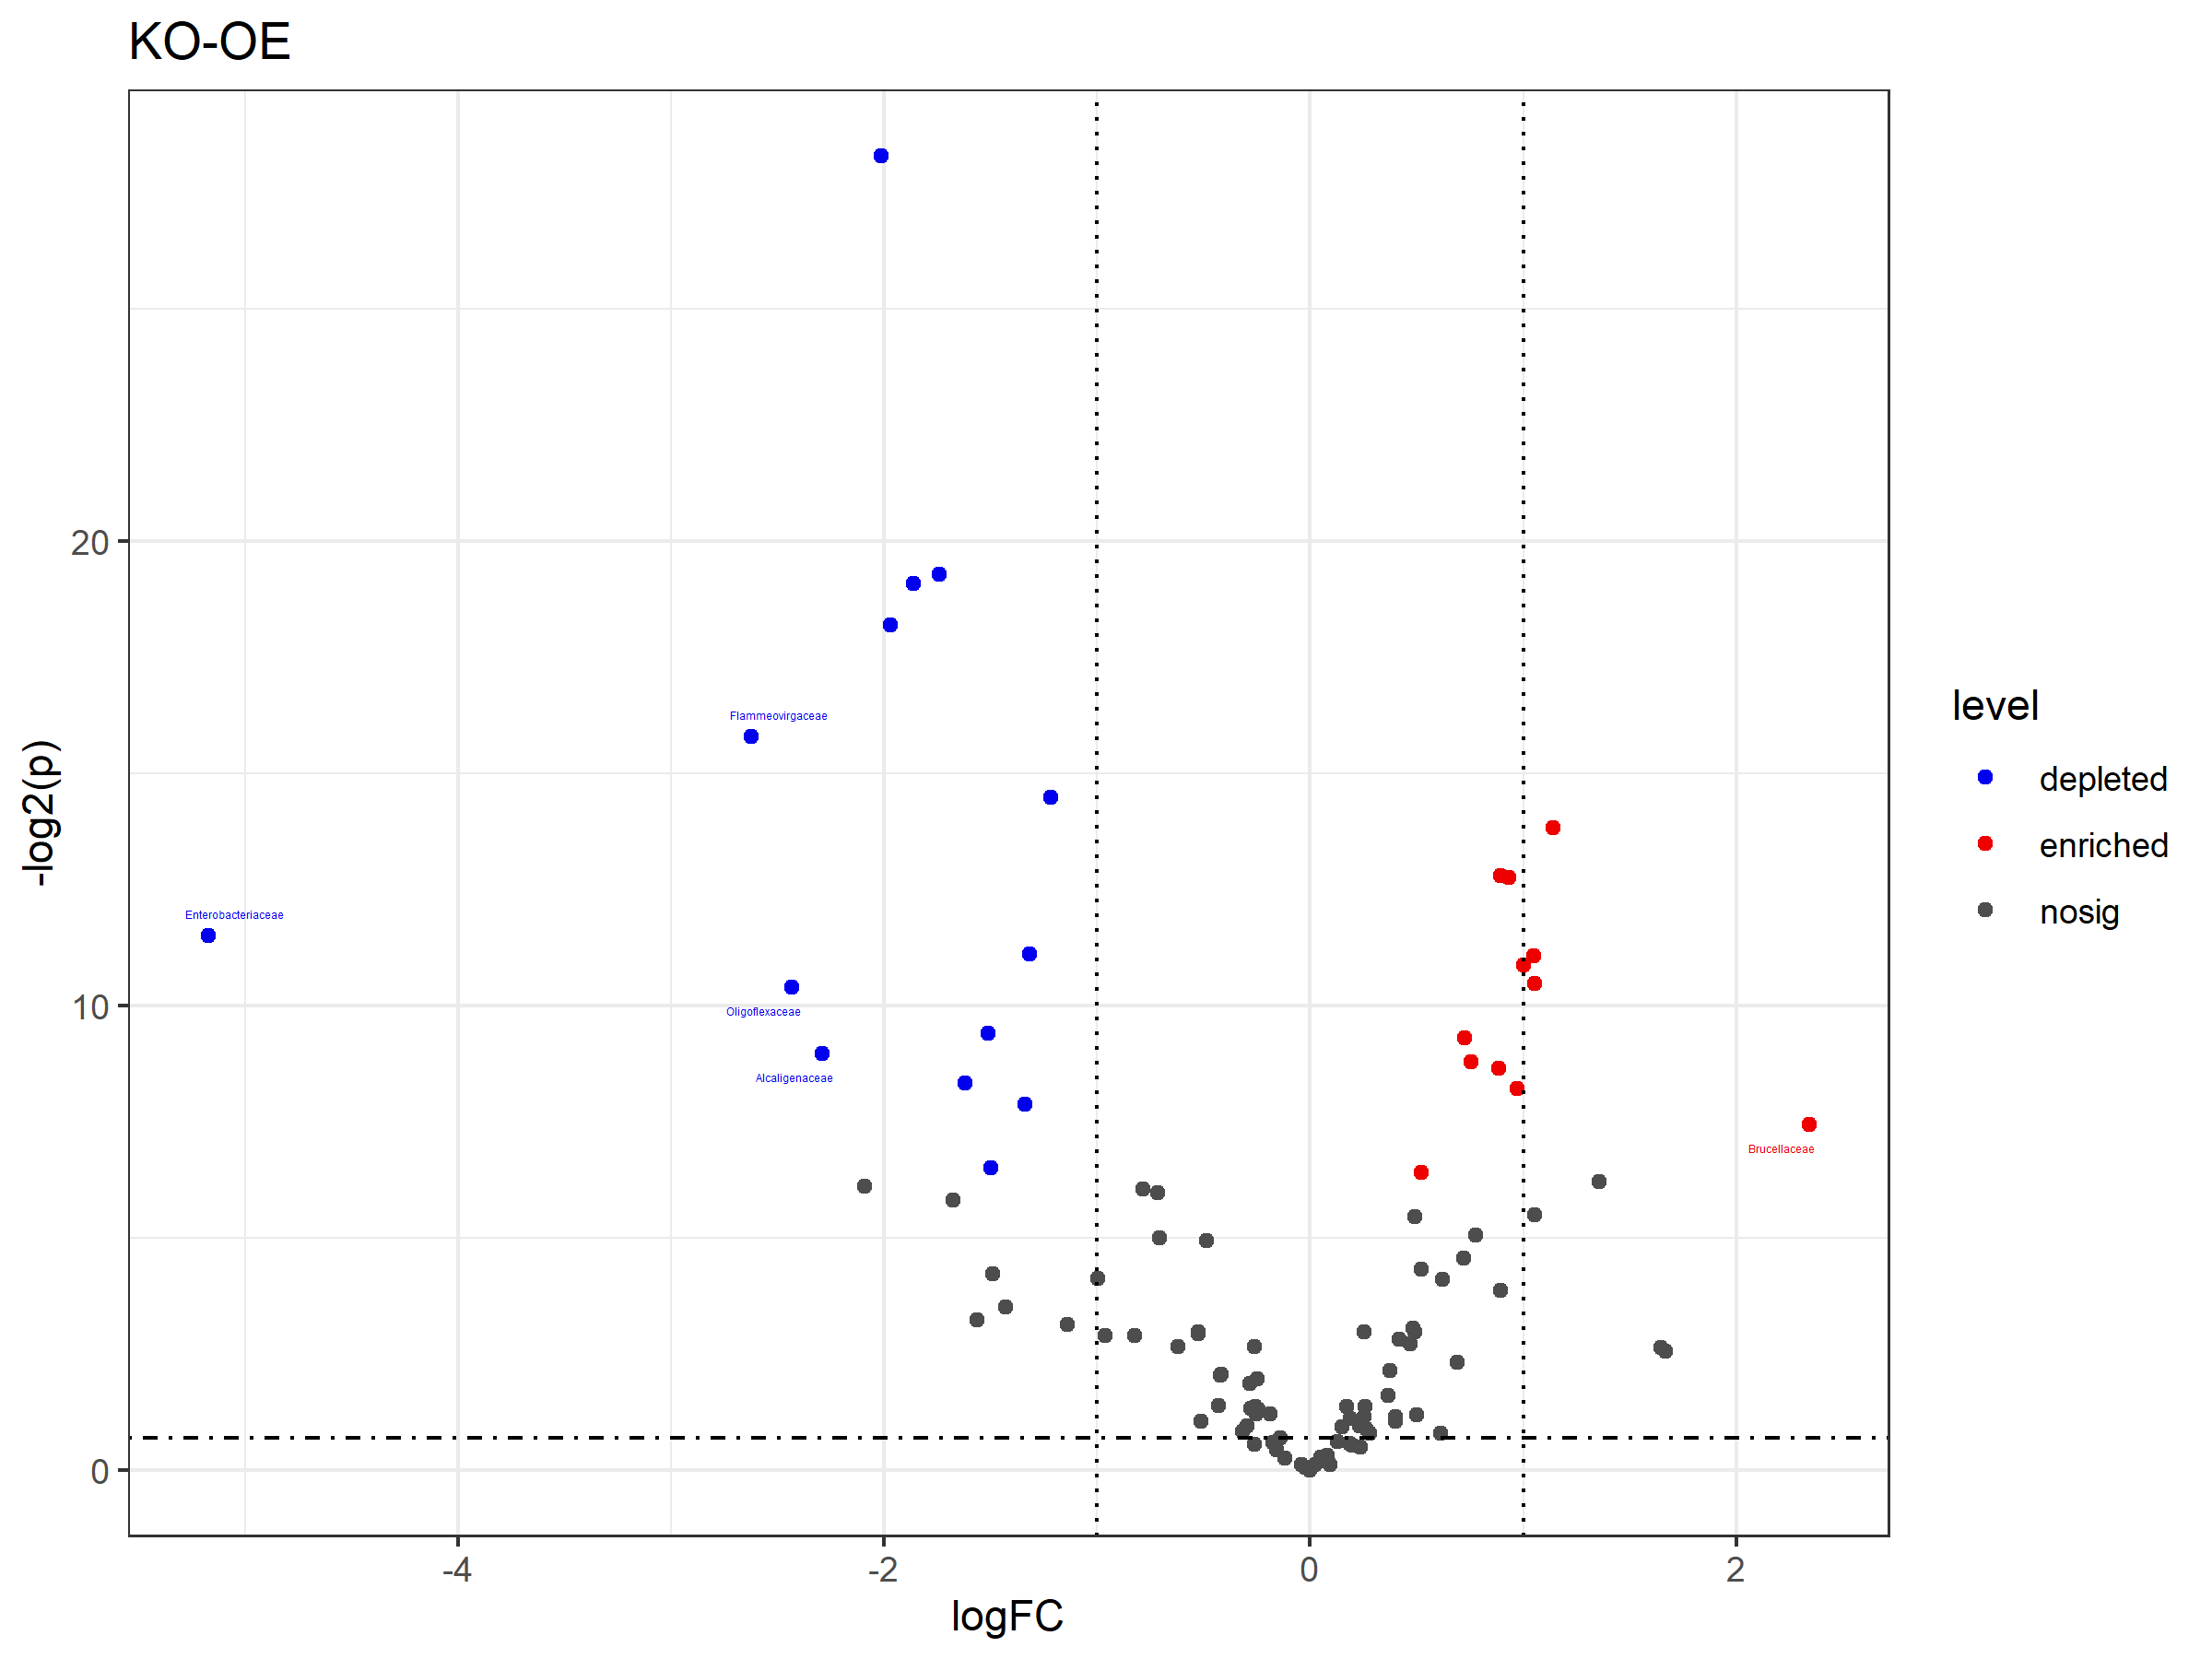 KO-OE
-log2(p)
20
10
0
Flammeovirgaceae
Enterobacteriaceae
Oligoflexaceae
Alcaligenaceae
Brucellaceae
-4
-2
0
2
logFC
level
depleted
enriched
nosig